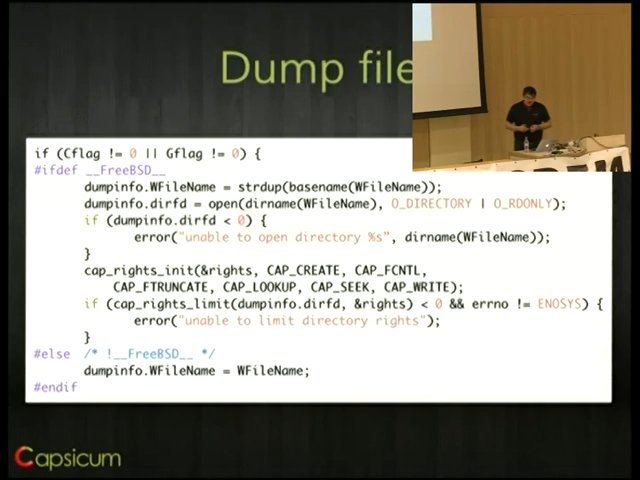 Dump file
if (Cflag != 0 || Gflag != 0) {
#ifdef __FreeBSD__
dumpinfo.WFileName = strdup(basename(WFileName));
dumpinfo.dirfd = open(dirname(WFileName), O_DIRECTORY | O_RDONLY);
if (dumpinfo.dirfd < 0) {
error("unable to open directory %s", dirname(WFileName));
}
cap_rights_init(&rights, CAP_CREATE, CAP_FCNTL,
CAP_FTRUNCATE, CAP_LOOKUP, CAP_SEEK, CAP_WRITE);
if (cap_rights_limit(dumpinfo.dirfd, &rights) < 0 && errno != ENOSYS) {
error("unable to limit directory rights");
}
#else /* !__FreeBSD__ */
dumpinfo.WFileName = WFileName;
#endif
Capsicum